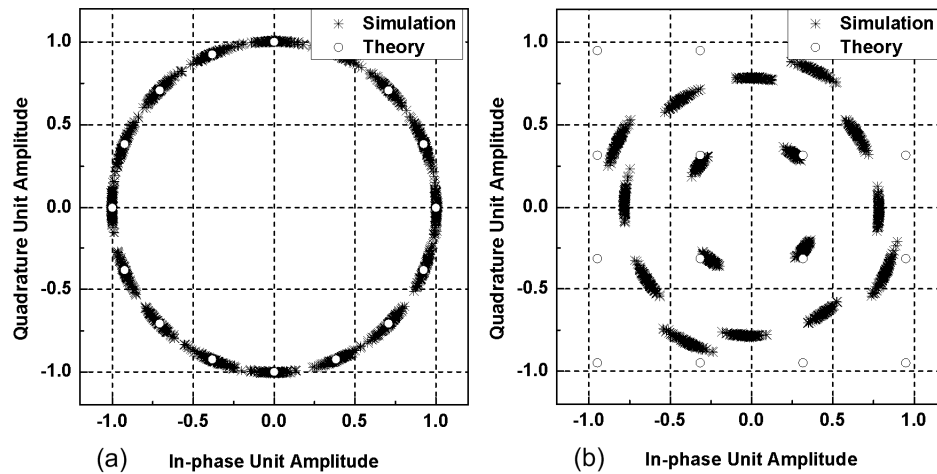 Simulation
Theory
1.0
0.5
0.0
-0.5
-1.0
Quadrature Unit Amplitude
-1.0 -0.5 0.0 0.5 1.0
(a) In-phase Unit Amplitude
Simulation
Theory
1.0
0.5
0.0
-0.5
-1.0
Quadrature Unit Amplitude
-1.0 -0.5 0.0 0.5 1.0
(b) In-phase Unit Amplitude